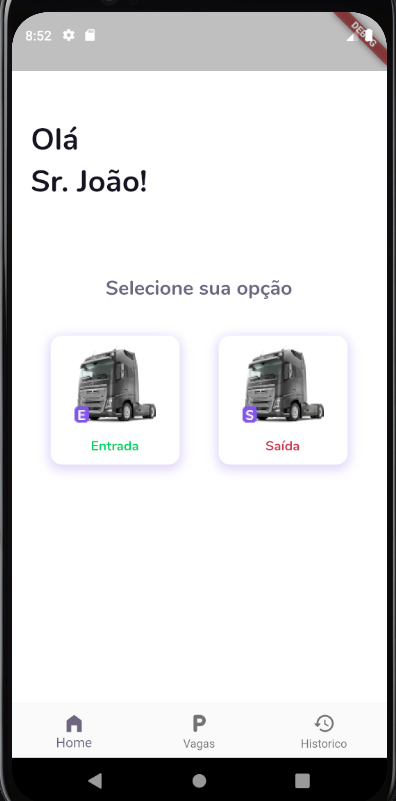 8:52
DEBUG
Olá
Sr. João!
Selecione sua opção
E
S
Entrada
Saída
P
Home
Vagas
Historico